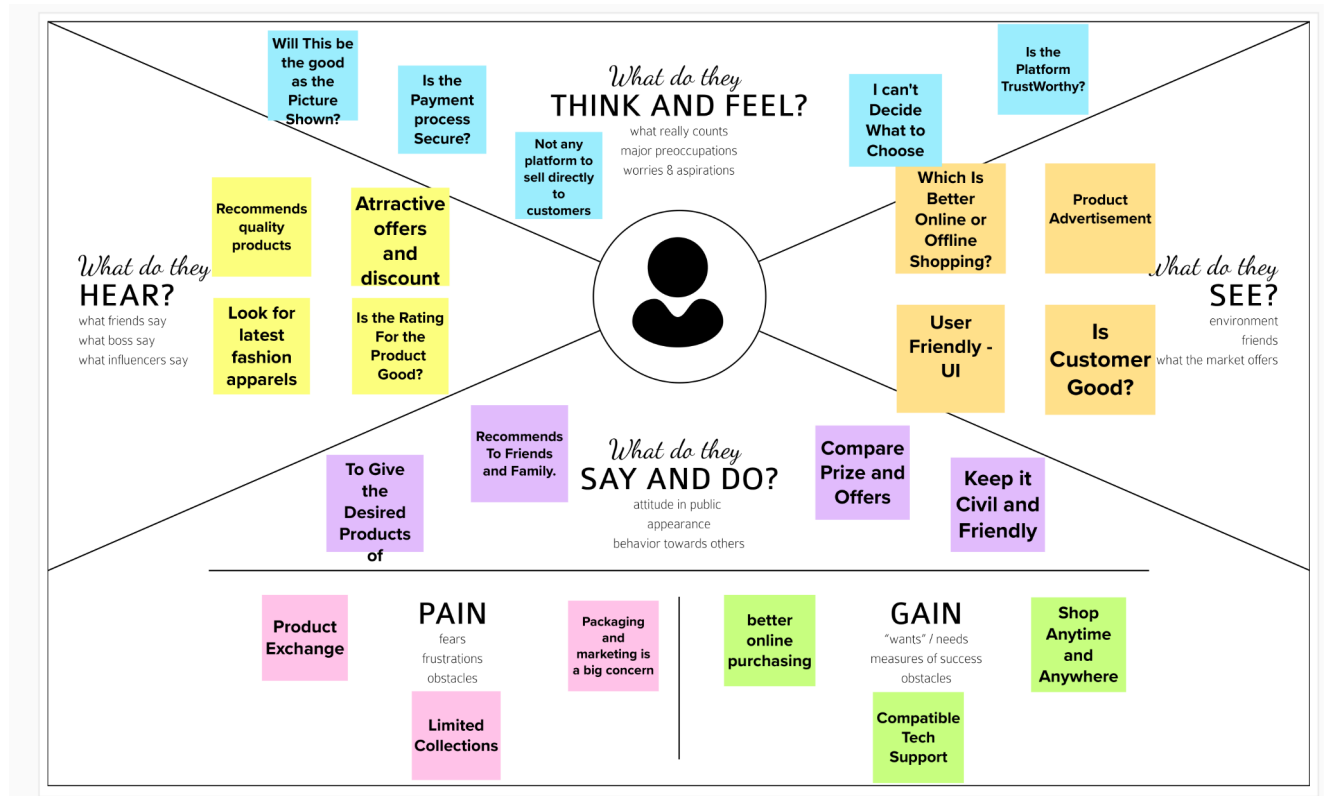 Will This be
the good
as the
Picture
Shown?
Is the
Payment
process
Secure?
Not any
platform to
sell directly
to
customers
What do they
THINK AND FEEL?
what really counts
major preoccupations
worries & aspirations
I can't
Decide
What to
Choose
Is the
Platform
TrustWorthy?
What do they
HEAR?
what friends say
what boss say
what influencers say
Recommends
quality
products
Atrractive
offers
and
discount
Look for
latest
fashion
apparels
Is the Rating
For the
Product
Good?
Which Is
Better
Online or
Offline
Shopping?
Product
Advertisement
User
Friendly -
UI
Is
Customer
Good?
What do they
SEE?
environment
friends
what the market offers
To Give
the
Desired
Products
of
Recommends
To Friends
and Family.
What do they
SAY AND DO?
attitude in public
appearance
behavior towards others
Compare
Prize and
Offers
Keep it
Civil and
Friendly
Product
Exchange
PAIN
fears
frustrations
obstacles
Packaging
and
marketing is
a big concern
Limited
Collections
better
online
purchasing
GAIN
"wants" / needs
measures of success
obstacles
Shop
Anytime
and
Anywhere
Compatible
Tech
Support